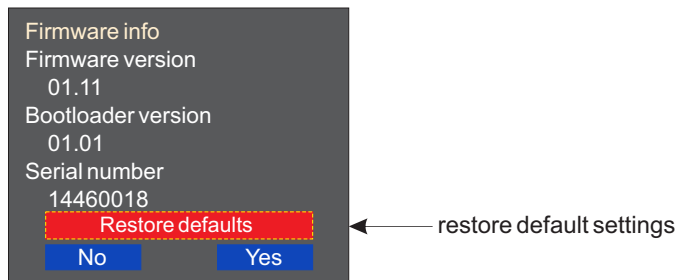 Firmware info
Firmware version
01.11
Bootloader version
01.01
Serial number
14460018
Restore defaults
restore default settings
No Yes